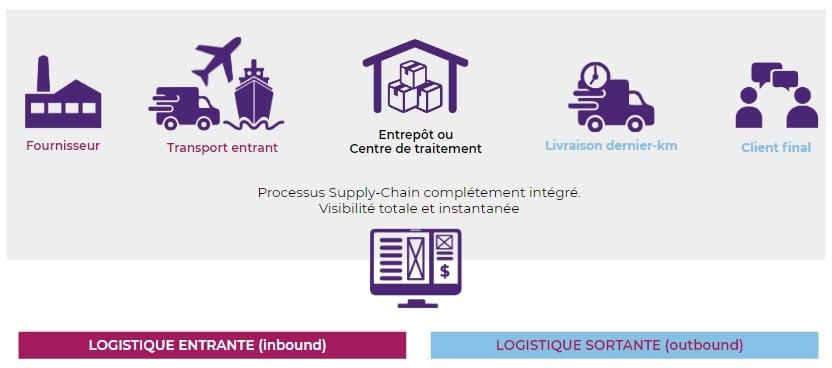 Fournisseur
Transport entrant
Entrepôt ou
Centre de traitement
Livraison dernier-km
Client final
Processus Supply-Chain complétement intégré.
Visibilité totale et instantanée
$
LOGISTIQUE ENTRANTE (inbound)
LOGISTIQUE SORTANTE (outbound)